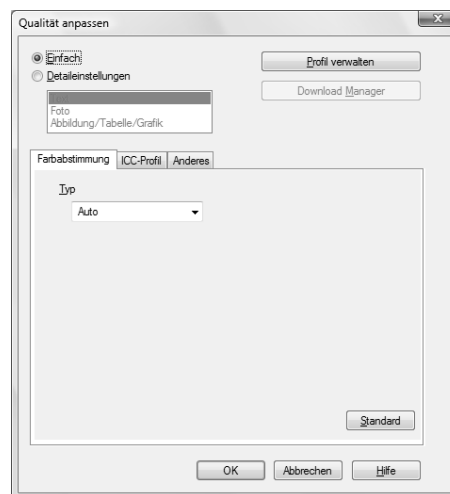 Qualität anpassen
Einfach
Profil verwalten
Detaileinstellungen
Download Manager
Foto
Abbildung/Tabelle/Grafik
Farbabstimmung
ICC-Profil
Anderes
Typ
Auto
Standard
OK
Abbrechen
Hilfe